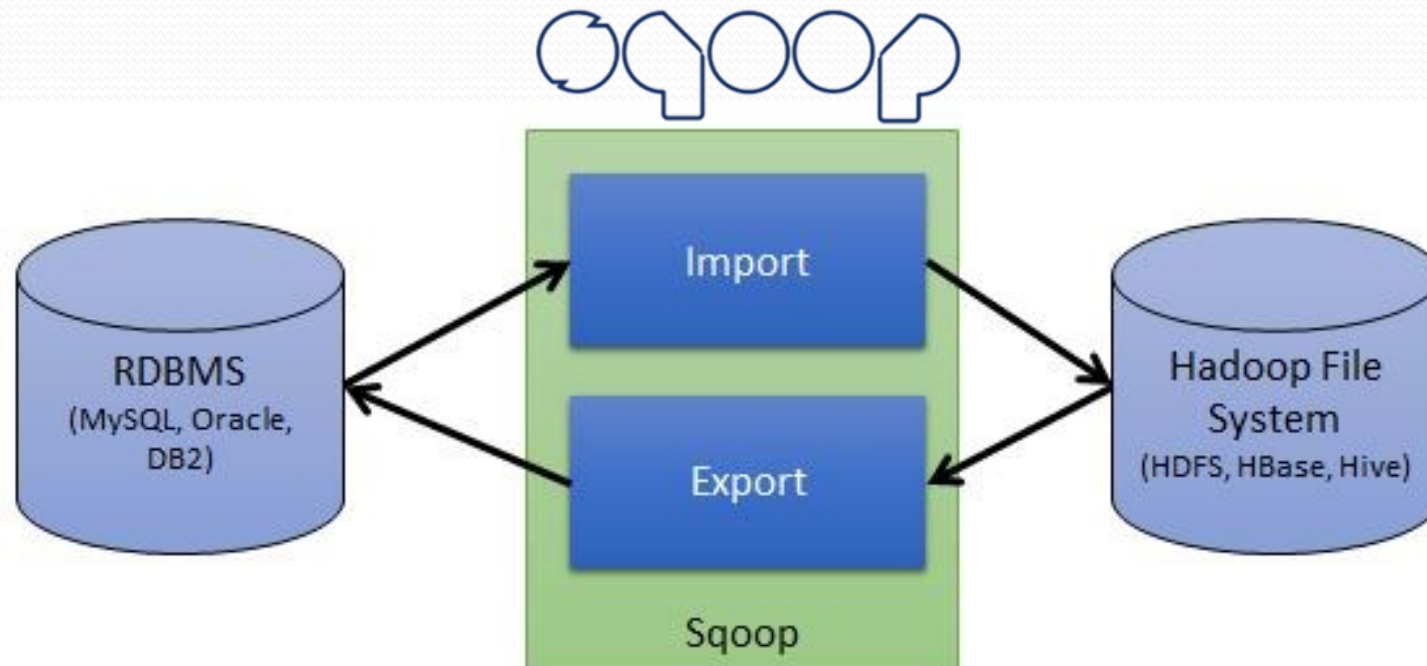 sqoop
Import
RDBMS
(MySQL, Oracle,
DB2)
Hadoop File
System
(HDFS, HBase, Hive)
Export
Sqoop